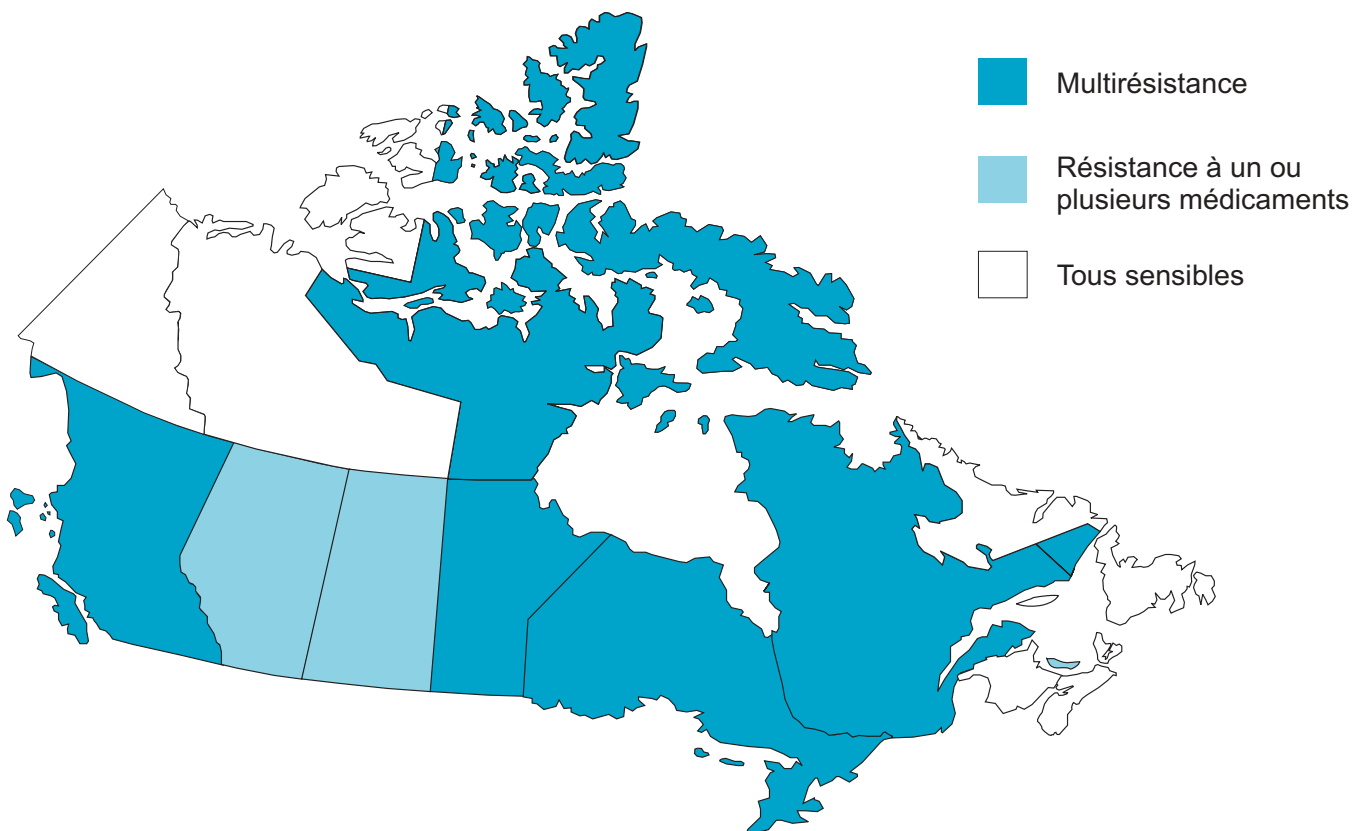 Multirésistance
Résistance à un ou
plusieurs médicaments
Tous sensibles